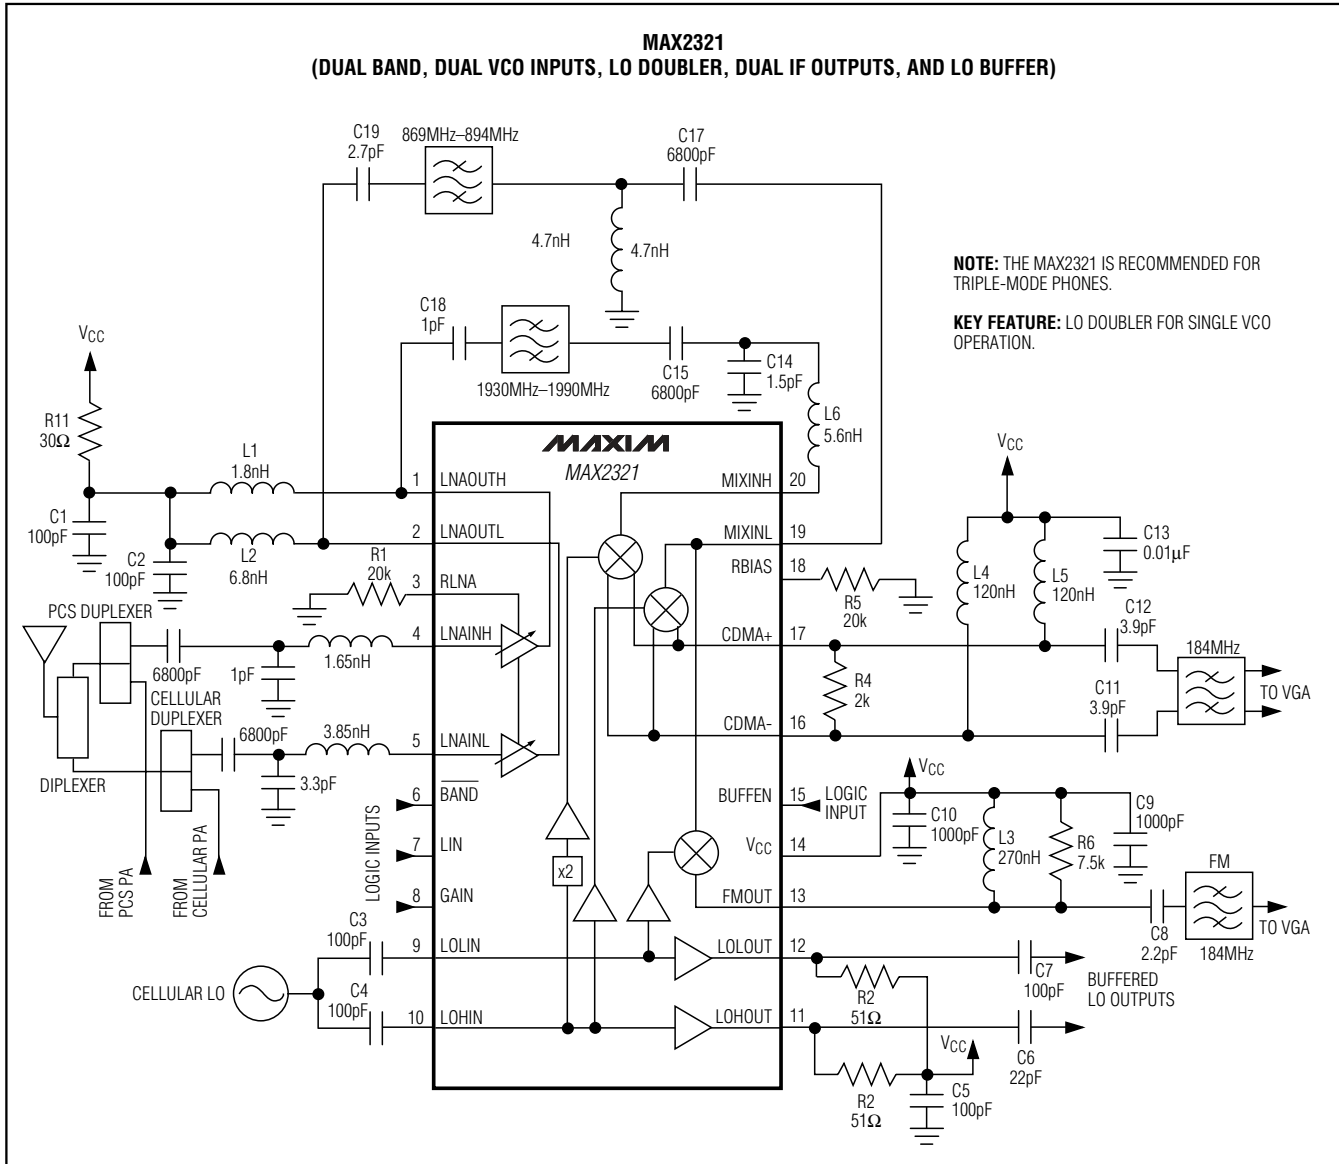 MAX2321
(DUAL BAND, DUAL VCO INPUTS, LO DOUBLER, DUAL IF OUTPUTS, AND LO BUFFER)
C19
2.7pF
869MHz–894MHz
C17
6800pF
4.7nH
4.7nH
NOTE: THE MAX2321 IS RECOMMENDED FOR
TRIPLE-MODE PHONES.
KEY FEATURE: LO DOUBLER FOR SINGLE VCO
OPERATION.
C18
1pF
1930MHz–1990MHz
C15
6800pF
C14
1.5pF
L6
5.6nH
VCC
R11
30Ω
C1
100pF
L1
1.8nH
L2
6.8nH
C2
100pF
MAXIM
MAX2321
1 LNAOUTH
2 LNAOUTL
R1
20k
3 RLNA
4 LNAINH
5 LNAINL
6 BAND
7 LIN
8 GAIN
9 LOLIN
10 LOHIN
x2
MIXINH 20
MIXINL 19
RBIAS 18
CDMA+ 17
CDMA- 16
BUFFEN 15
VCC 14
FMOUT 13
LOLOUT 12
LOHOUT 11
PCS DUPLEXER
6800pF
1pF
1.65nH
CELLULAR
DUPLEXER
6800pF
3.85nH
3.3pF
DIPLEXER
FROM
PCS PA
FROM
CELLULAR PA
LOGIC INPUTS
C3
100pF
C4
100pF
CELLULAR LO
R5
20k
VCC
L4
120nH
L5
120nH
C13
0.01μF
C12
3.9pF
184MHz
TO VGA
R4
2k
C11
3.9pF
LOGIC
INPUT
VCC
C10
1000pF
L3
270nH
R6
7.5k
C9
1000pF
FM
C8
2.2pF
184MHz
TO VGA
C7
100pF
BUFFERED
LO OUTPUTS
R2
51Ω
C6
22pF
VCC
R2
51Ω
C5
100pF